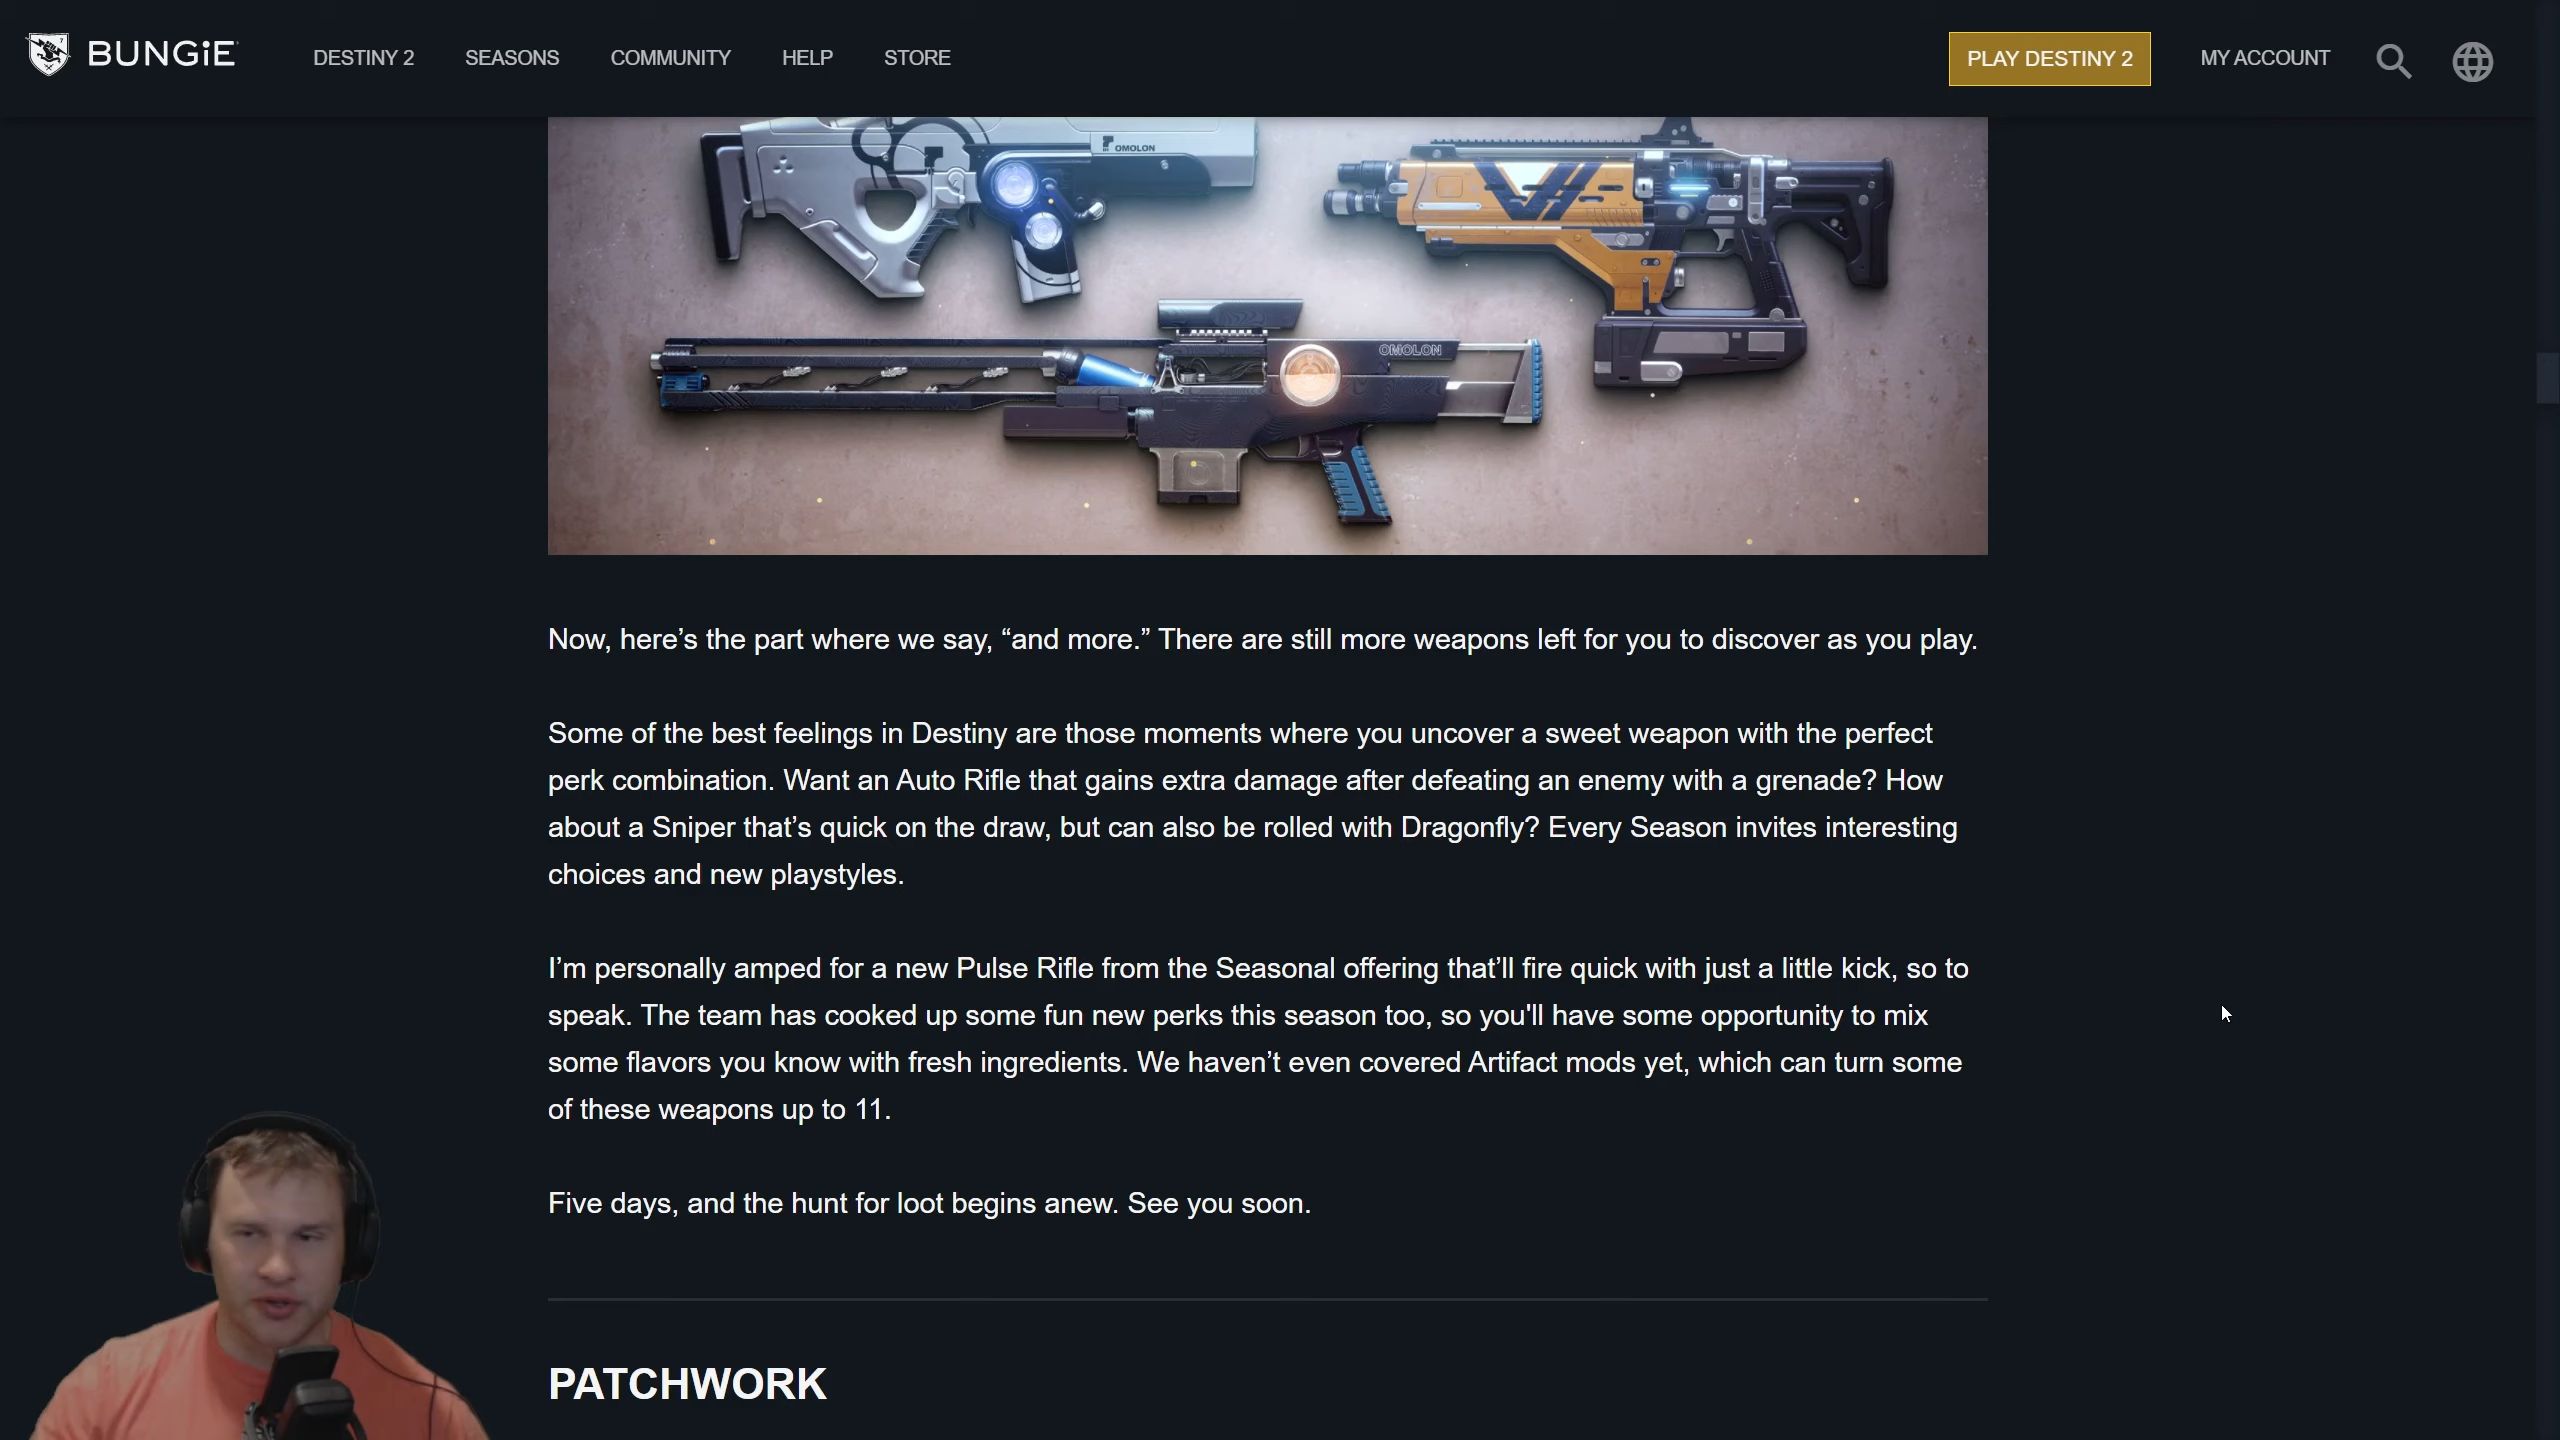 BUNGiE
DESTINY 2
SEASONS
COMMUNITY
HELP
STORE
PLAY DESTINY 2
MY ACCOUNT
OMOLON
OMOLON
Now, here’s the part where we say, “and more.” There are still more weapons left for you to discover as you play.
Some of the best feelings in Destiny are those moments where you uncover a sweet weapon with the perfect
perk combination. Want an Auto Rifle that gains extra damage after defeating an enemy with a grenade? How
about a Sniper that’s quick on the draw, but can also be rolled with Dragonfly? Every Season invites interesting
choices and new playstyles.
I’m personally amped for a new Pulse Rifle from the Seasonal offering that’ll fire quick with just a little kick, so to
speak. The team has cooked up some fun new perks this season too, so you'll have some opportunity to mix
some flavors you know with fresh ingredients. We haven’t even covered Artifact mods yet, which can turn some
of these weapons up to 11.
Five days, and the hunt for loot begins anew. See you soon.
PATCHWORK